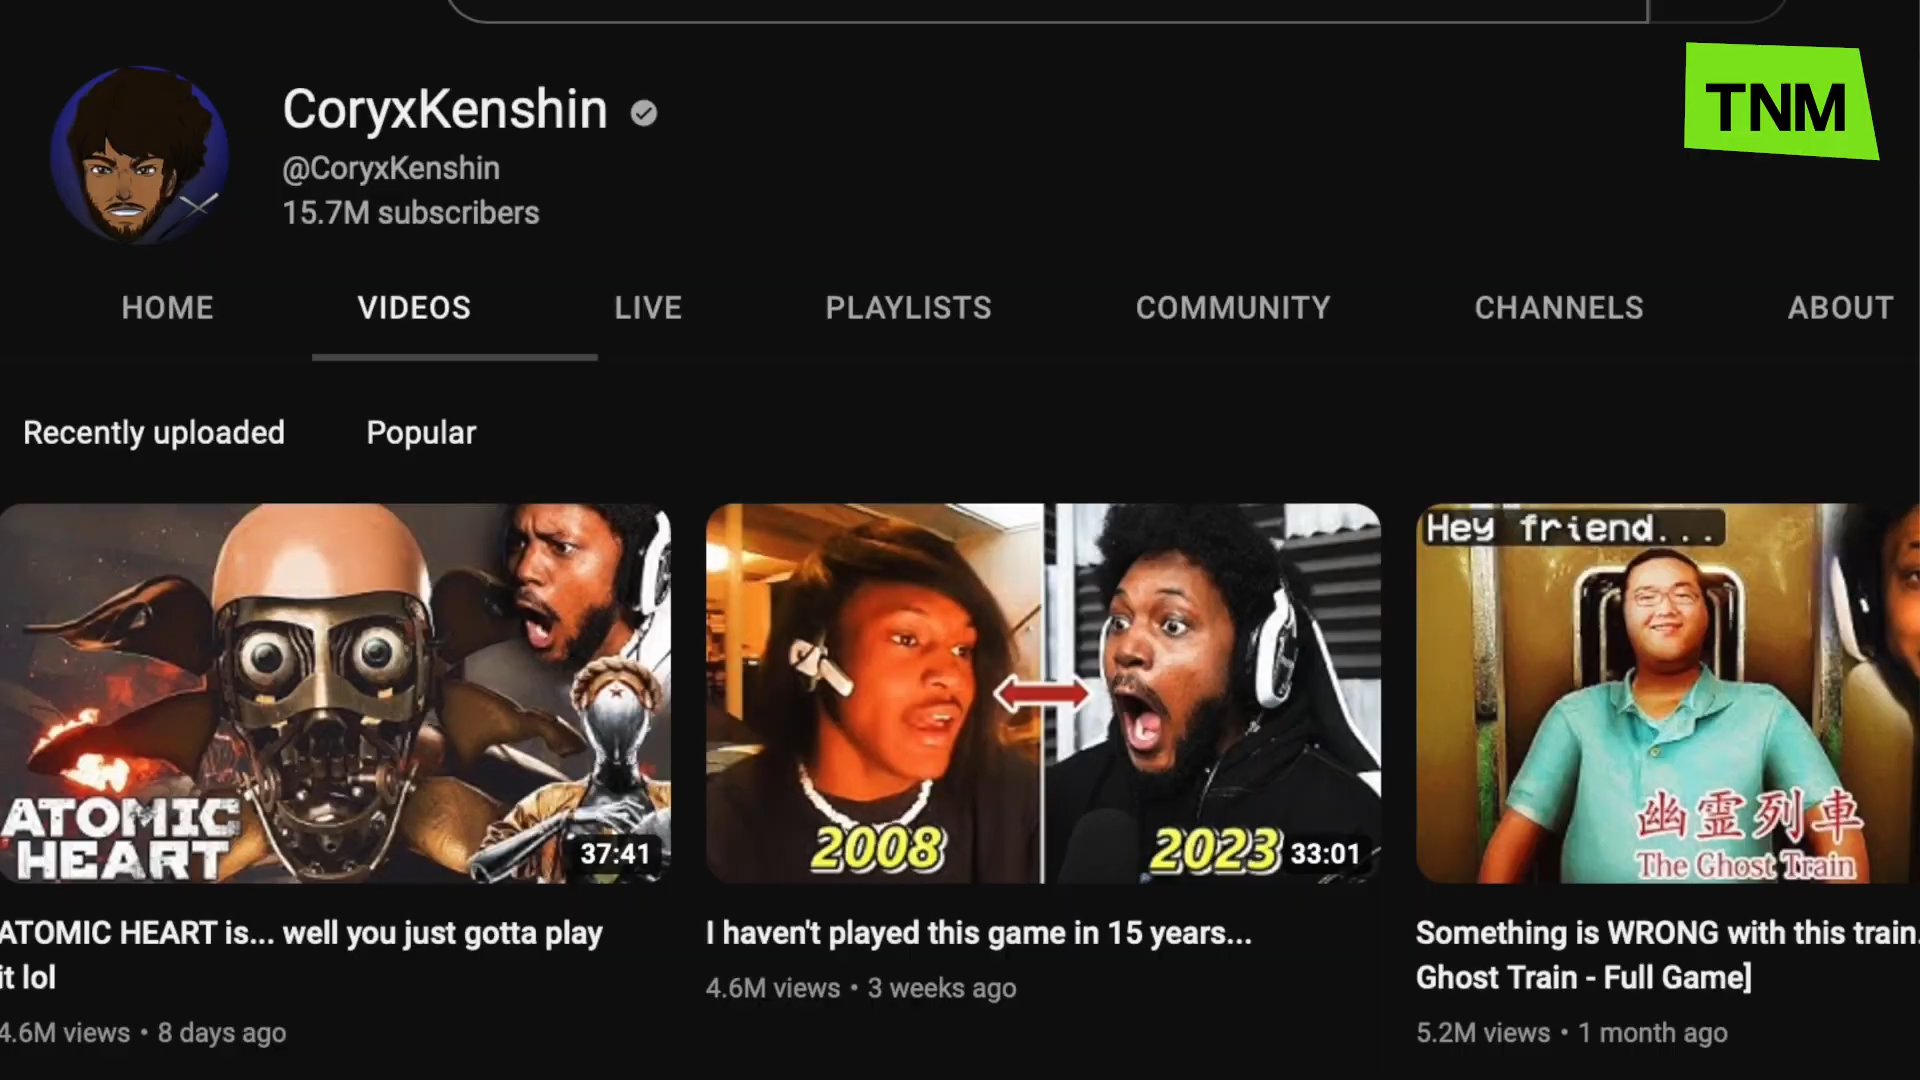 CoryxKenshin
TNM
@CoryxKenshin
15.7M subscribers
HOME VIDEOS LIVE PLAYLISTS COMMUNITY CHANNELS ABOUT
Recently uploaded Popular
Hey friend...
ATOMIC
HEART
37:41
2008
2023
33:01
幽霊列車
The Ghost Train
ATOMIC HEART is... well you just gotta play
it lol
4.6M views • 8 days ago
I haven't played this game in 15 years...
4.6M views • 3 weeks ago
Something is WRONG with this train.
Ghost Train - Full Game]
5.2M views • 1 month ago